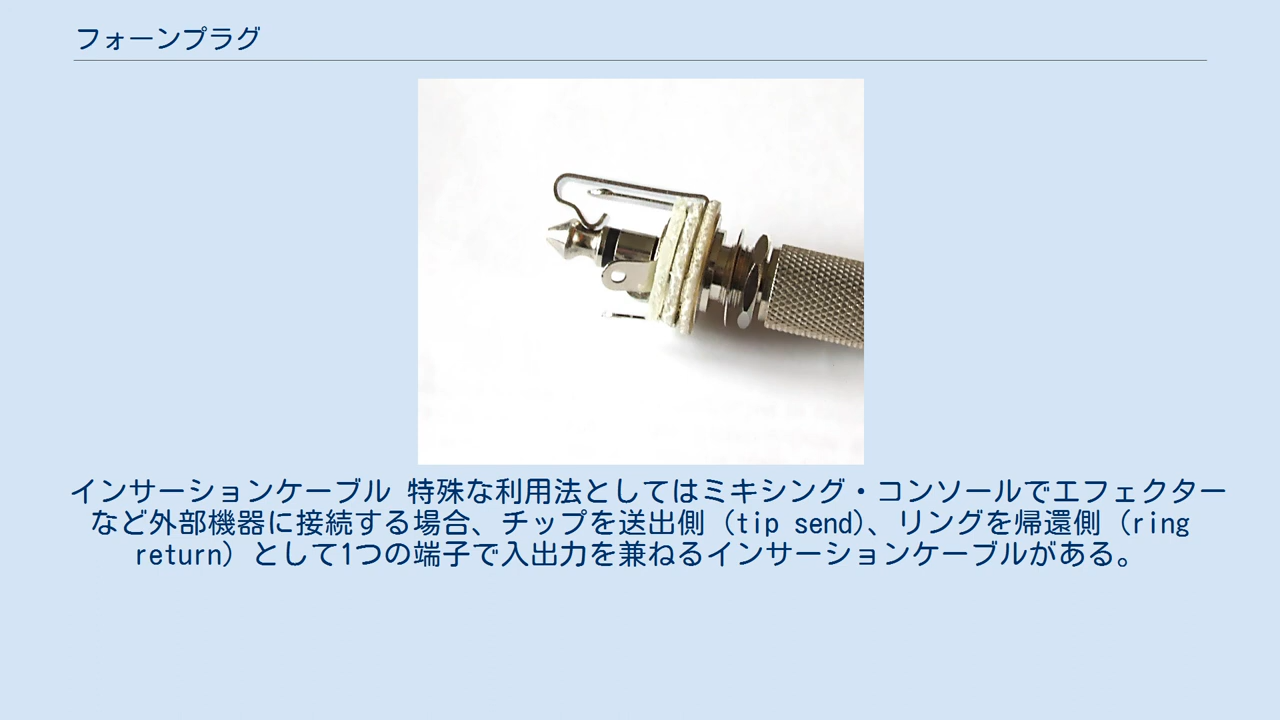 フォーンプラグ
インサーションケーブル 特殊な利用法としてはミキシング・コンソールでエフェクター
など外部機器に接続する場合、チップを送出側（tip send）、リングを帰還側（ring
return）として1つの端子で入出力を兼ねるインサーションケーブルがある。